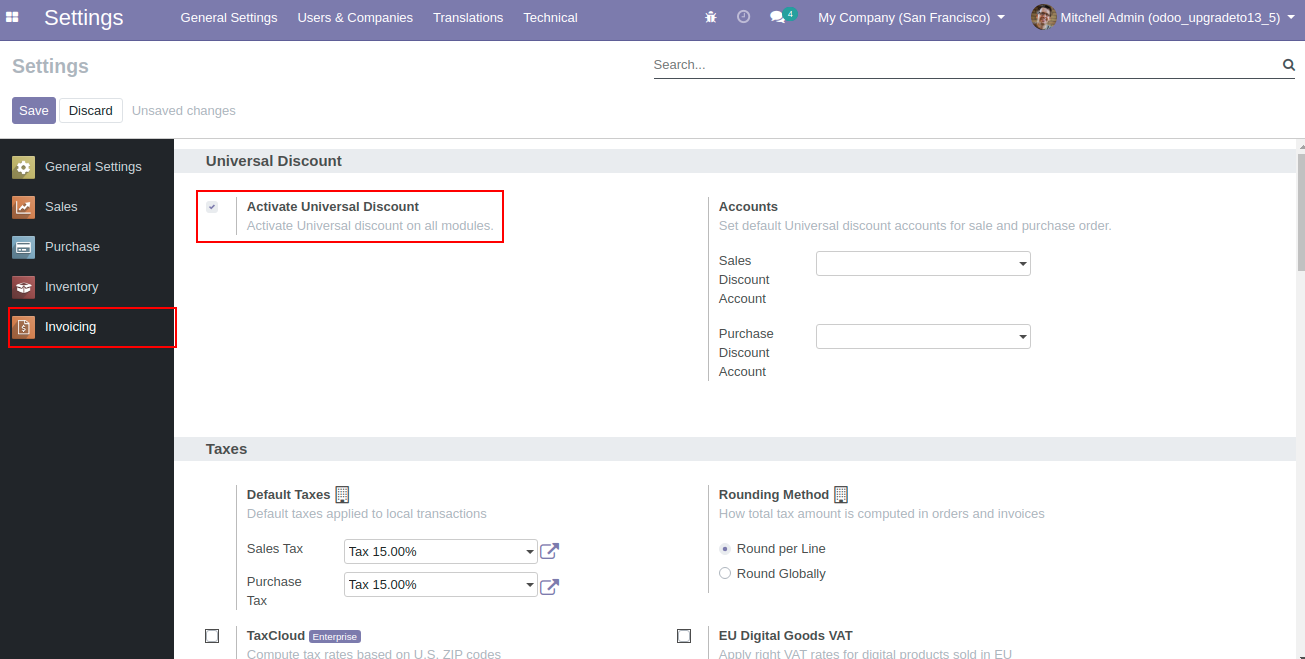 Settings General Settings Users & Companies Translations Technical 4 My Company (San Francisco) Mitchell Admin (odoo_upgradeto13_5)
Settings Search...
Save Discard Unsaved changes
General Settings
Sales
Purchase
Inventory
Invoicing
Universal Discount
Activate Universal Discount
Activate Universal discount on all modules.
Accounts
Set default Universal discount accounts for sale and purchase order.
Sales
Discount
Account
Purchase
Discount
Account
Taxes
Default Taxes
Default taxes applied to local transactions
Sales Tax Tax 15.00%
Purchase Tax 15.00%
Tax
Rounding Method
How total tax amount is computed in orders and invoices
Round per Line
Round Globally
TaxCloud Enterprise
Compute tax rates based on U.S. ZIP codes
EU Digital Goods VAT
Apply right VAT rates for digital products sold in EU